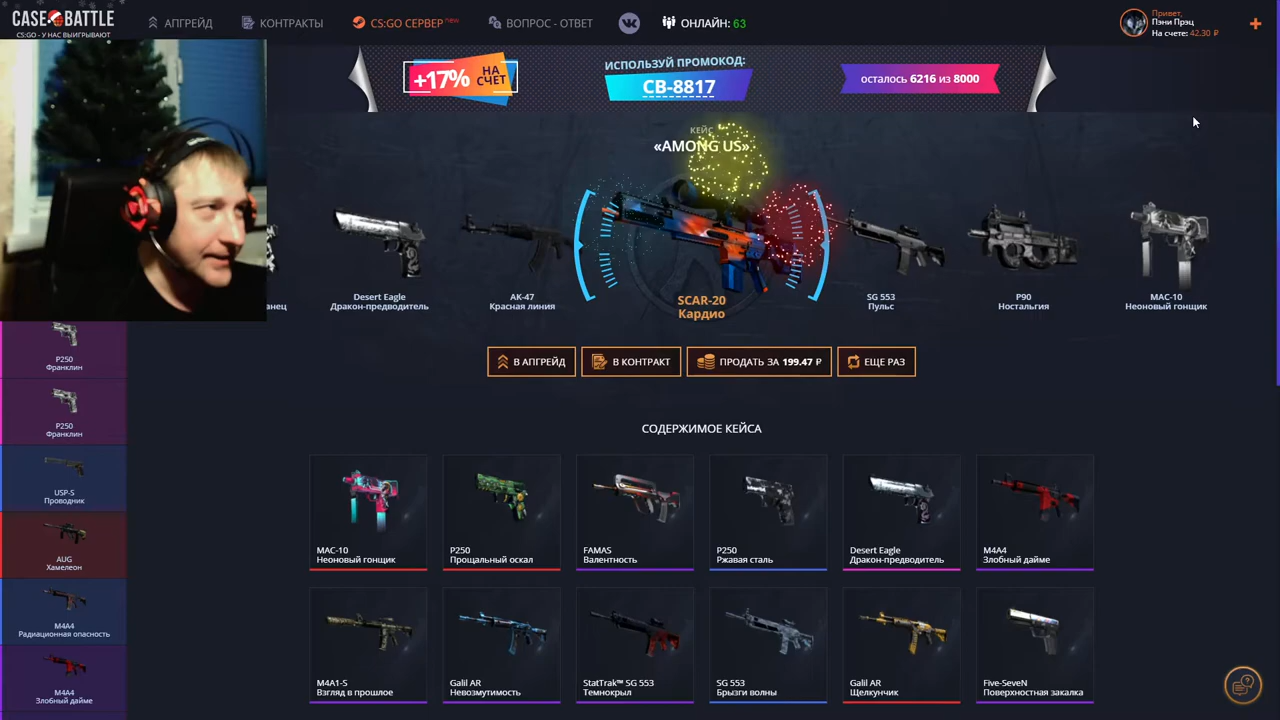 CASE BATTLE
CS:GO - У НАС ВЫИГРЫВАЮТ
АПГРЕЙД
КОНТРАКТЫ
CS:GO СЕРВЕР new
ВОПРОС - ОТВЕТ
ОНЛАЙН: 63
Привет,
Пэни Прэц
На счете: 42.30 ₽
+
+17% НА СЧЕТ
ИСПОЛЬЗУЙ ПРОМОКОД:
CB-8817
осталось 6216 из 8000
КЕЙС
«AMONG US»
анец
Desert Eagle
Дракон-предводитель
AK-47
Красная линия
SCAR-20
Кардио
SG 553
Пульс
P90
Ностальгия
MAC-10
Неоновый гонщик
В АПГРЕЙД
В КОНТРАКТ
ПРОДАТЬ ЗА 199.47 ₽
ЕЩЕ РАЗ
P250
Франклин
P250
Франклин
USP-S
Проводник
AUG
Хамелеон
M4A4
Радиационная опасность
M4A4
Злобный дайме
СОДЕРЖИМОЕ КЕЙСА
MAC-10
Неоновый гонщик
P250
Прощальный оскал
FAMAS
Валентность
P250
Ржавая сталь
Desert Eagle
Дракон-предводитель
M4A4
Злобный дайме
M4A1-S
Взгляд в прошлое
Galil AR
Невозмутимость
StatTrak™ SG 553
Темнокрыл
SG 553
Брызги волны
Galil AR
Щелкунчик
Five-SeveN
Поверхностная закалка